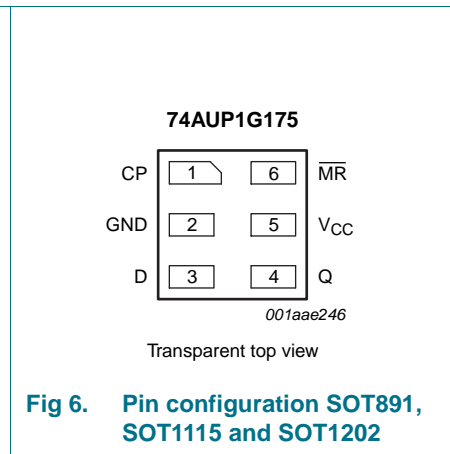 74AUP1G175
CP 1 6 M̅R̅
GND 2 5 VCC
D 3 4 Q
001aae246
Transparent top view
Fig 6. Pin configuration SOT891,
SOT1115 and SOT1202